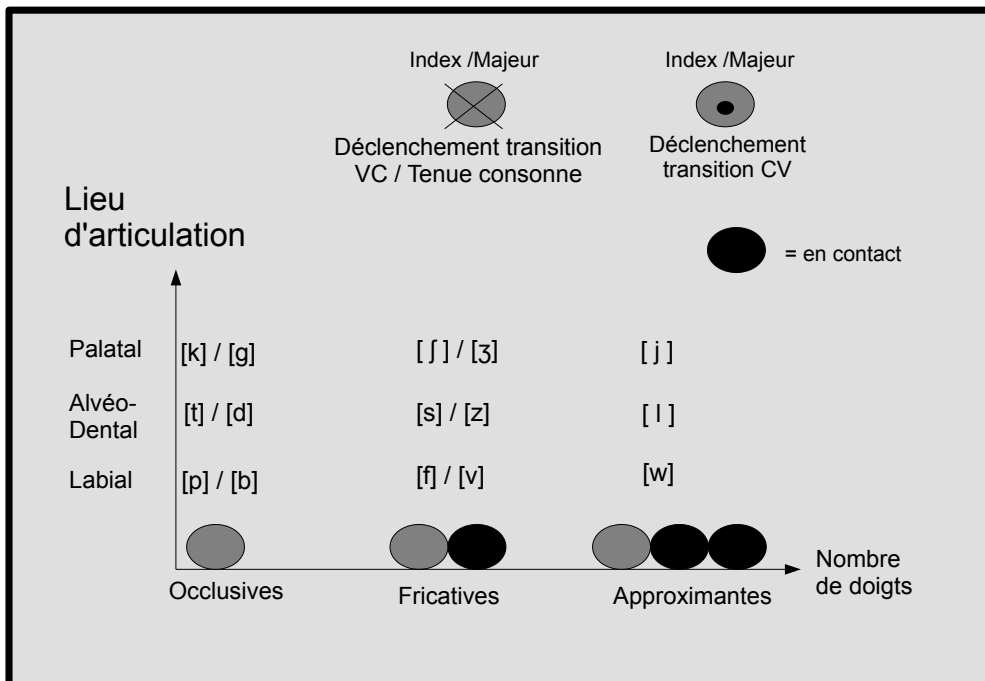 Index /Majeur
Déclenchement transition
VC / Tenue consonne
Index /Majeur
Déclenchement
transition CV
= en contact
Lieu
d'articulation
Palatal
[k] / [g]
[ ʃ ] / [ʒ]
[ j ]
Alvéo-
Dental
[t] / [d]
[s] / [z]
[ l ]
Labial
[p] / [b]
[f] / [v]
[w]
Occlusives
Fricatives
Approximantes
Nombre
de doigts